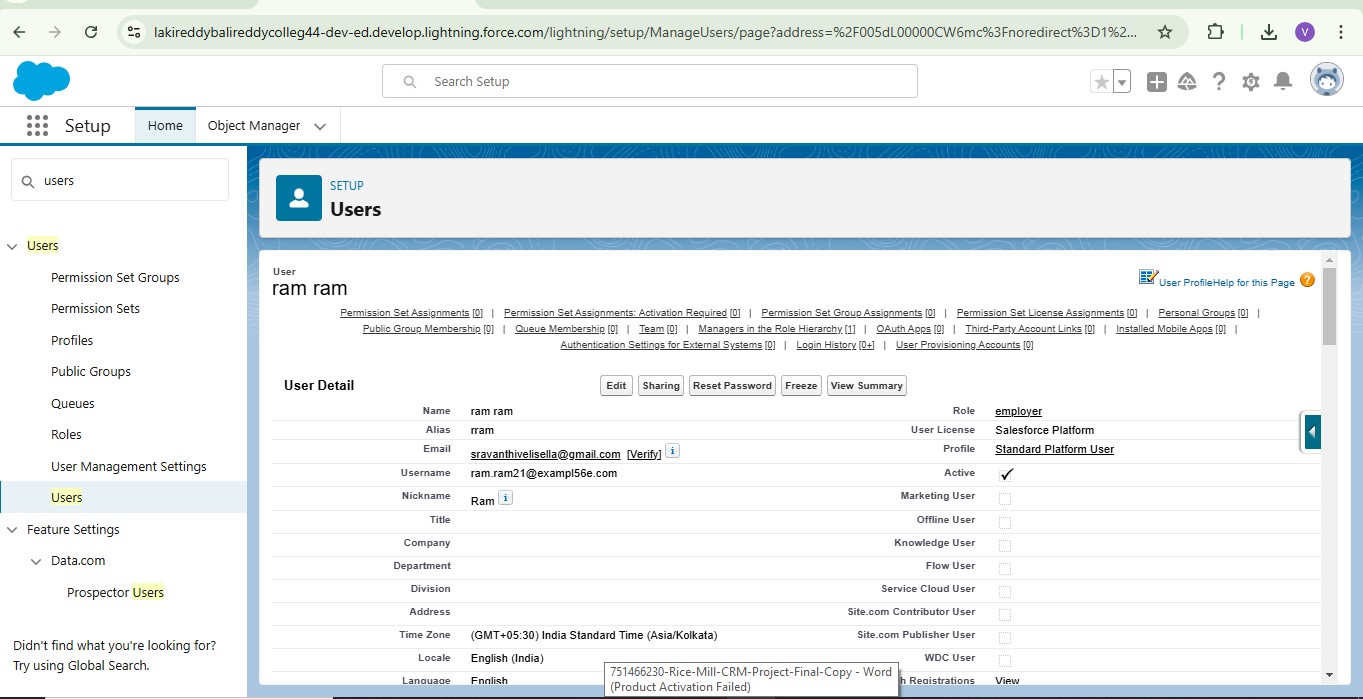 lakireddybalireddycolleg44-dev-ed.develop.lightning.force.com/lightning/setup/ManageUsers/page?address=%2F005dL00000CW6mc%3Fnoredirect%3D1%2...
V
Search Setup
Setup
Home
Object Manager
users
Users
Permission Set Groups
Permission Sets
Profiles
Public Groups
Queues
Roles
User Management Settings
Users
Feature Settings
Data.com
Prospector Users
Didn't find what you're looking for?
Try using Global Search.
SETUP
Users
User
ram ram
User Profile Help for this Page ?
Permission Set Assignments [0] | Permission Set Assignments: Activation Required [0] | Permission Set Group Assignments [0] | Permission Set License Assignments [0] | Personal Groups [0] |
Public Group Membership [0] | Queue Membership [0] | Team [0] | Managers in the Role Hierarchy [1] | OAuth Apps [0] | Third-Party Account Links [0] | Installed Mobile Apps [0] |
Authentication Settings for External Systems [0] | Login History [0+] | User Provisioning Accounts [0]
User Detail
Edit Sharing Reset Password Freeze View Summary
Name ram ram Role employer
Alias rram User License Salesforce Platform
Email sravanthivelisella@gmail.com [Verify] i Profile Standard Platform User
Username ram.ram21@exampl56e.com Active
Nickname Ram i Marketing User
Title Offline User
Company Knowledge User
Department Flow User
Division Service Cloud User
Address Site.com Contributor User
Time Zone (GMT+05:30) India Standard Time (Asia/Kolkata) Site.com Publisher User
Locale English (India) WDC User
Language English h Registrations View
751466230-Rice-Mill-CRM-Project-Final-Copy - Word
(Product Activation Failed)